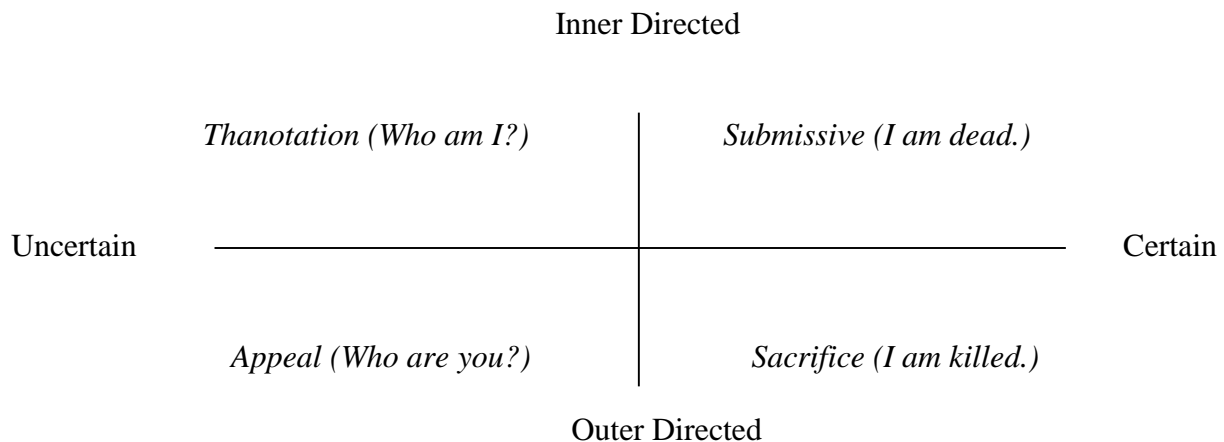 Inner Directed
Thanotation (Who am I?) Submissive (I am dead.)
Uncertain Certain
Appeal (Who are you?) Sacrifice (I am killed.)
Outer Directed